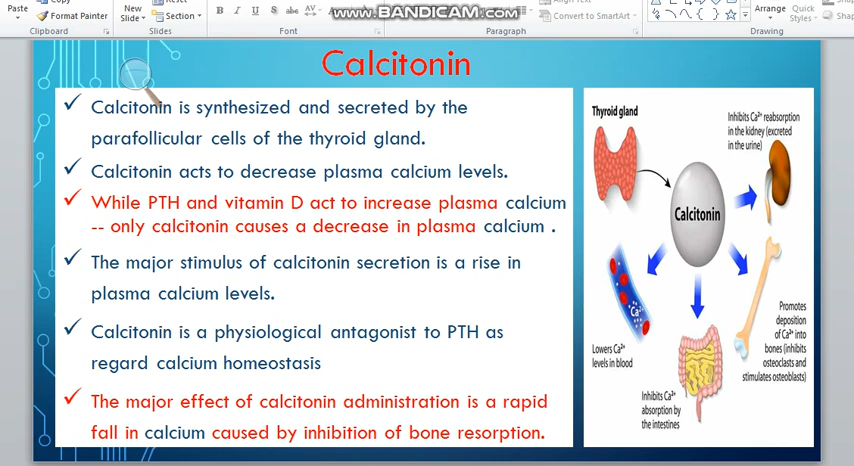 www.BANDICAM.com
Paste
Format Painter
New
Slide
Section
B I U S abc AV
Aa
A
Align Text
Convert to SmartArt
Arrange
Quick
Styles
Clipboard
Slides
Font
Paragraph
Drawing
Calcitonin
✓ Calcitonin is synthesized and secreted by the
parafollicular cells of the thyroid gland.
✓ Calcitonin acts to decrease plasma calcium levels.
✓ While PTH and vitamin D act to increase plasma calcium
-- only calcitonin causes a decrease in plasma calcium .
✓ The major stimulus of calcitonin secretion is a rise in
plasma calcium levels.
✓ Calcitonin is a physiological antagonist to PTH as
regard calcium homeostasis
✓ The major effect of calcitonin administration is a rapid
fall in calcium caused by inhibition of bone resorption.
Thyroid gland
Inhibits Ca²⁺ reabsorption
in the kidney (excreted
in the urine)
Calcitonin
Ca²⁺
Lowers Ca²⁺
levels in blood
Inhibits Ca²⁺
absorption by
the intestines
Promotes
deposition
of Ca²⁺ into
bones (inhibits
osteoclasts and
stimulates osteoblasts)